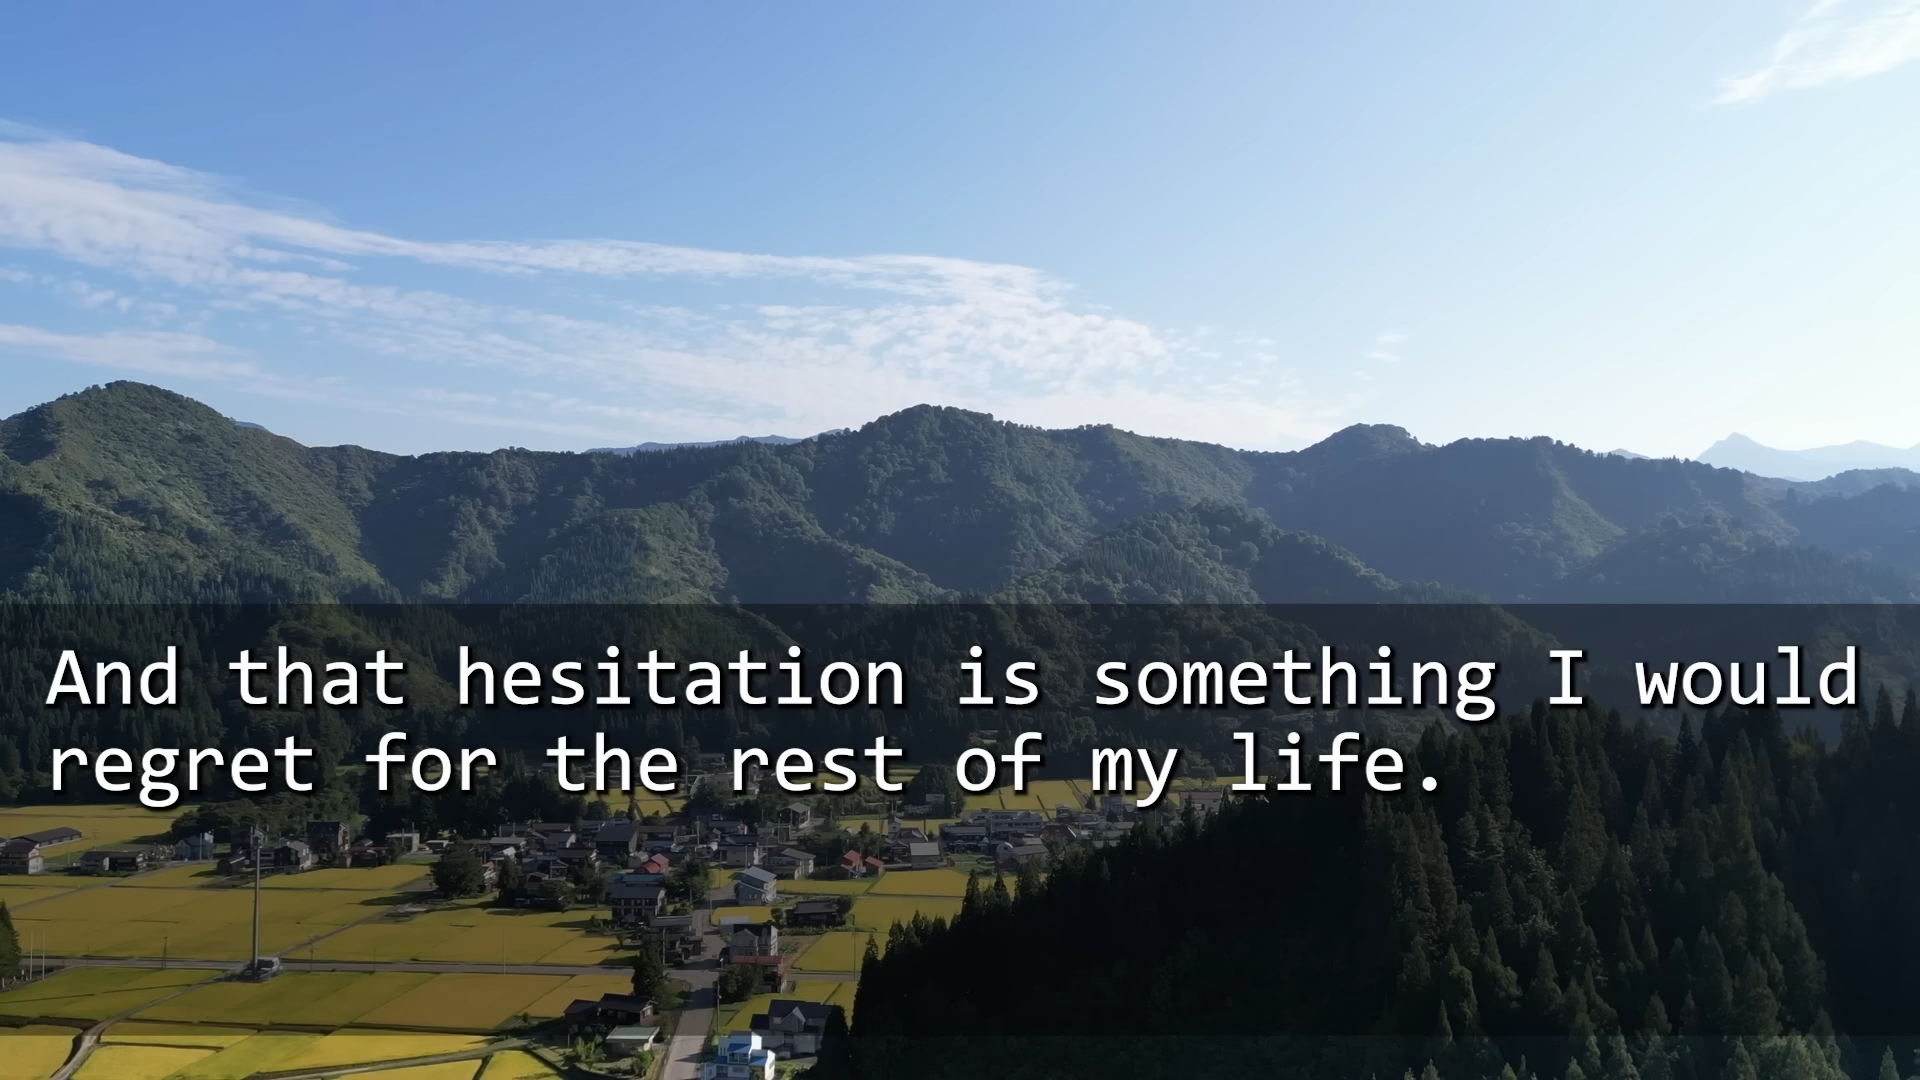 And that hesitation is something I would
regret for the rest of my life.